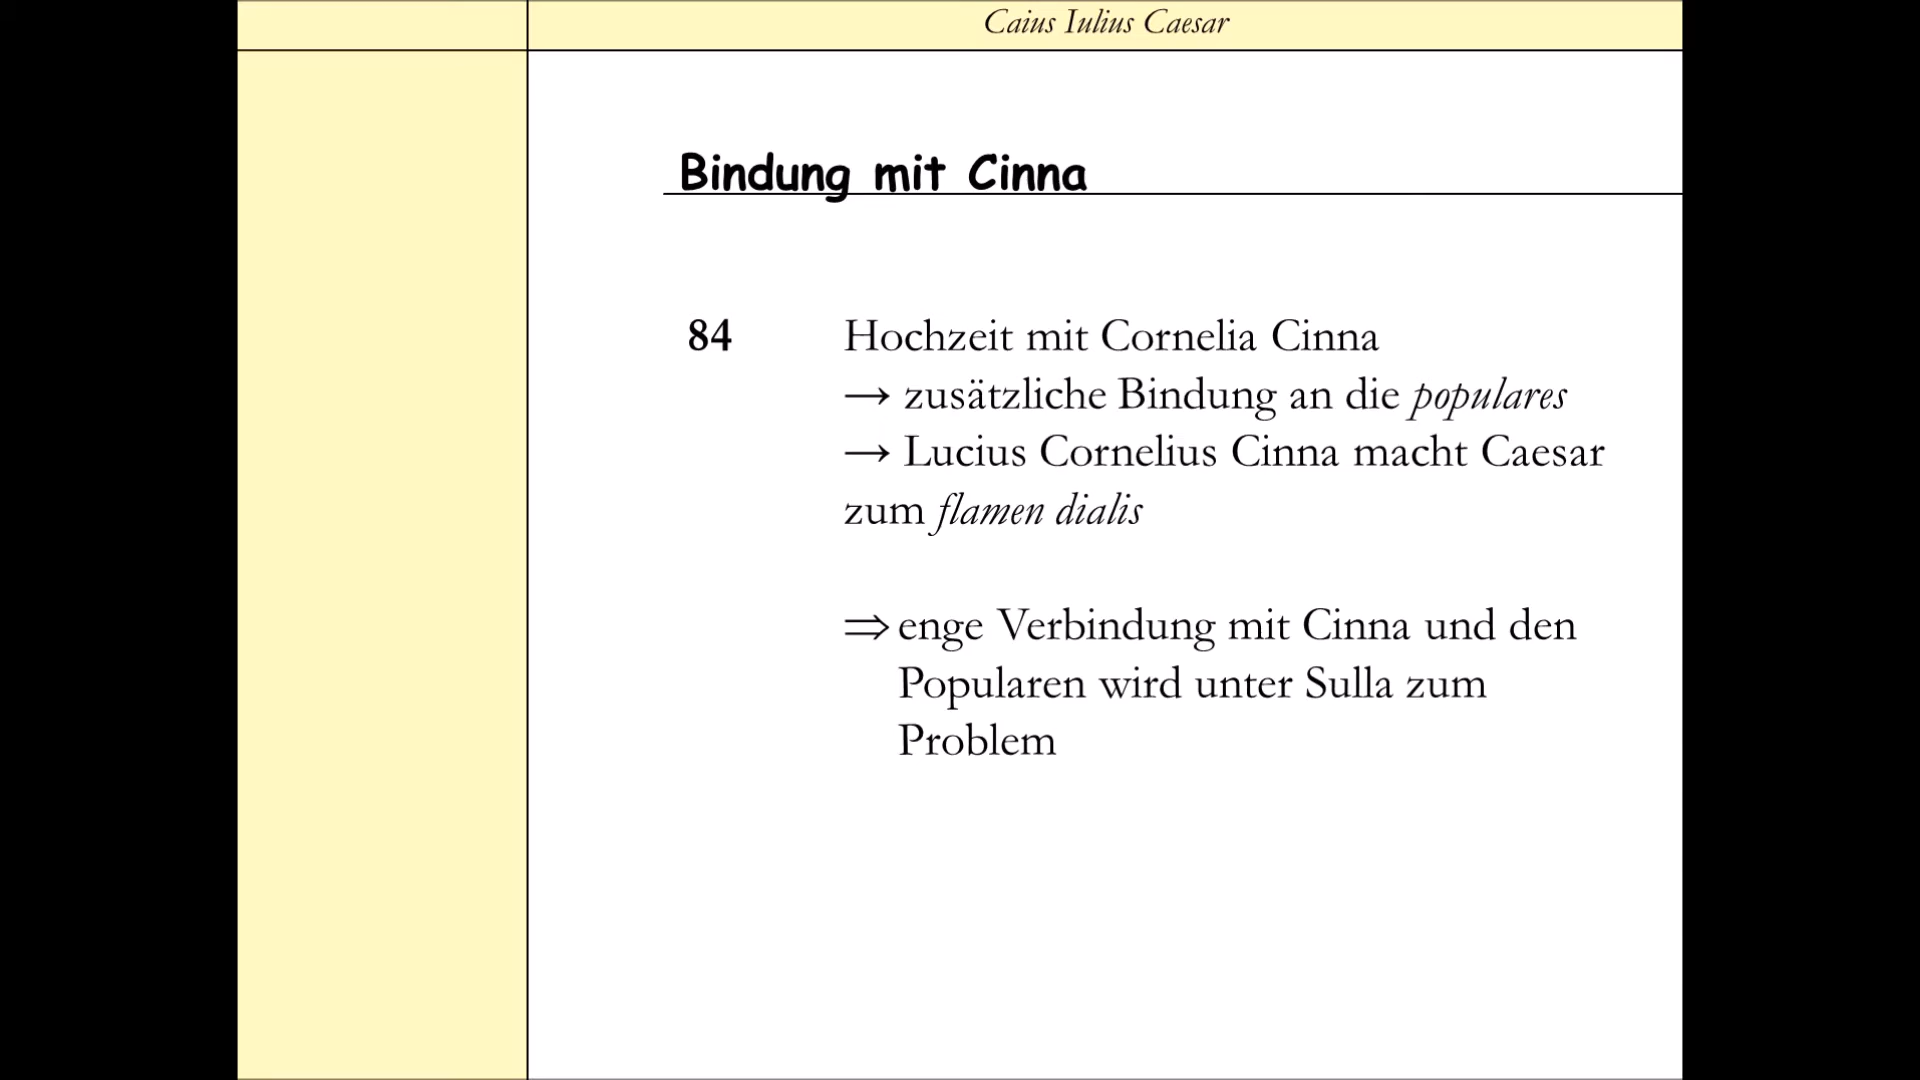 Caius Iulius Caesar
Bindung mit Cinna
84 Hochzeit mit Cornelia Cinna
→ zusätzliche Bindung an die populares
→ Lucius Cornelius Cinna macht Caesar
zum flamen dialis
⇒ enge Verbindung mit Cinna und den
Popularen wird unter Sulla zum
Problem